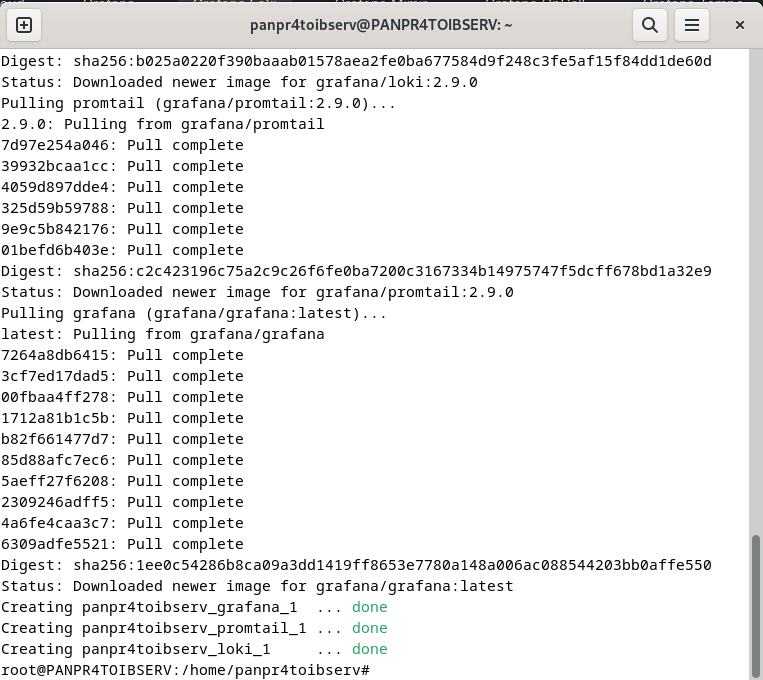 panpr4toibserv@PANPR4TOIBSERV: ~
Digest: sha256:b025a0220f390baaab01578aea2fe0ba677584d9f248c3fe5af15f84dd1de60d
Status: Downloaded newer image for grafana/loki:2.9.0
Pulling promtail (grafana/promtail:2.9.0)...
2.9.0: Pulling from grafana/promtail
7d97e254a046: Pull complete
39932bcaa1cc: Pull complete
4059d897dde4: Pull complete
325d59b59788: Pull complete
9e9c5b842176: Pull complete
01befd6b403e: Pull complete
Digest: sha256:c2c423196c75a2c9c26f6fe0ba7200c3167334b14975747f5dcff678bd1a32e9
Status: Downloaded newer image for grafana/promtail:2.9.0
Pulling grafana (grafana/grafana:latest)...
latest: Pulling from grafana/grafana
7264a8db6415: Pull complete
3cf7ed17dad5: Pull complete
00fbaa4ff278: Pull complete
1712a81b1c5b: Pull complete
b82f661477d7: Pull complete
85d88afc7ec6: Pull complete
5aeff27f6208: Pull complete
2309246adff5: Pull complete
4a6fe4caa3c7: Pull complete
6309adfe5521: Pull complete
Digest: sha256:1ee0c54286b8ca09a3dd1419ff8653e7780a148a006ac088544203bb0affe550
Status: Downloaded newer image for grafana/grafana:latest
Creating panpr4toibserv_grafana_1  ... done
Creating panpr4toibserv_promtail_1 ... done
Creating panpr4toibserv_loki_1     ... done
root@PANPR4TOIBSERV:/home/panpr4toibserv#